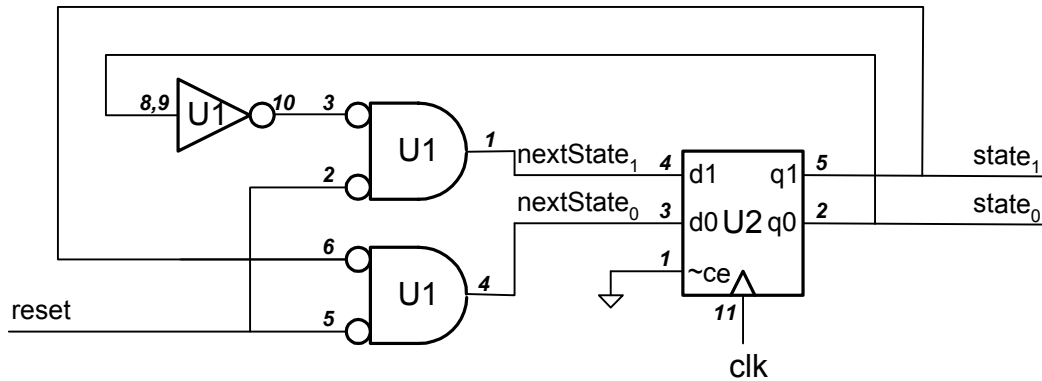 8,9 U1 10 3
U1 1
2
nextState₁ 4 d1 q1 5 state₁
nextState₀ 3 d0 U2 q0 2 state₀
6
U1 4
1 ~ce
reset 5
11
clk